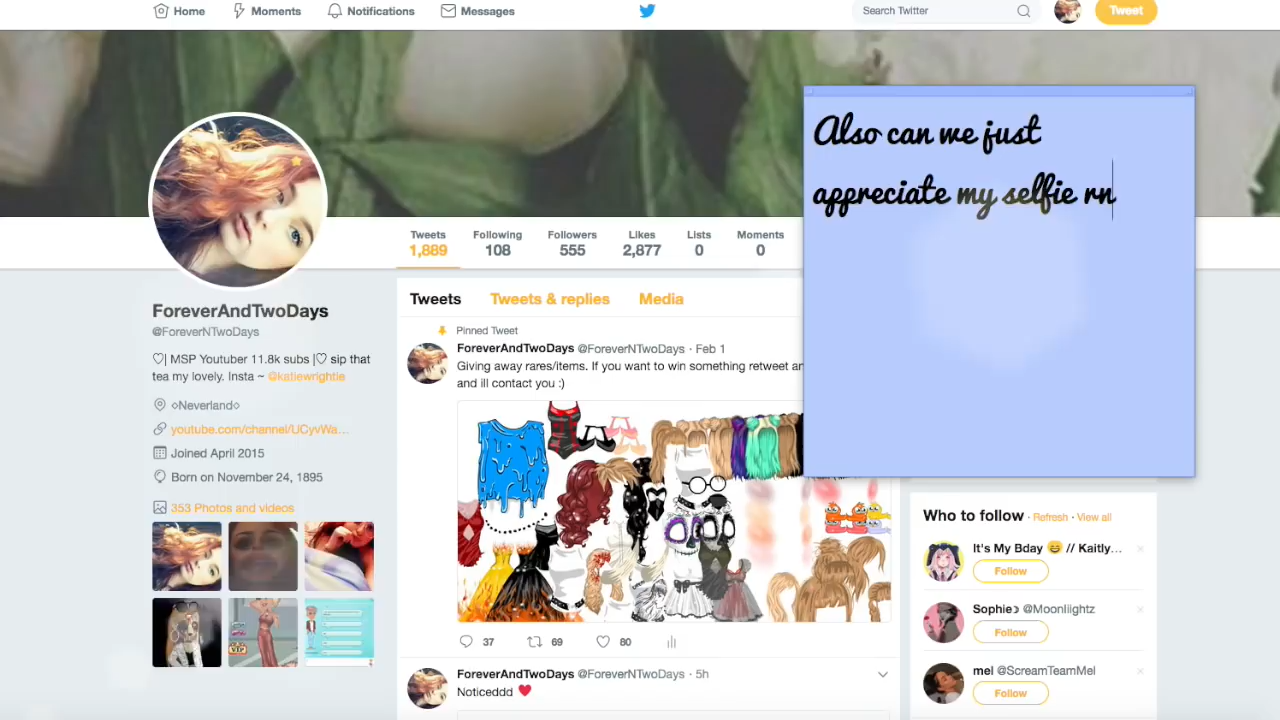 Home
Moments
Notifications
Messages
Search Twitter
Tweet
Also can we just
appreciate my selfie rn
Tweets
1,889
Following
108
Followers
555
Likes
2,877
Lists
0
Moments
0
ForeverAndTwoDays
@ForeverNTwoDays
♡| MSP Youtuber 11.8k subs |♡ sip that
tea my lovely. Insta ~ @katiewrightie
◇Neverland◇
youtube.com/channel/UCyvWa...
Joined April 2015
Born on November 24, 1895
353 Photos and videos
Tweets
Tweets & replies
Media
Pinned Tweet
ForeverAndTwoDays @ForeverNTwoDays · Feb 1
Giving away rares/items. If you want to win something retweet an
and ill contact you :)
37
69
80
ForeverAndTwoDays @ForeverNTwoDays · 5h
Noticeddd ❤
VIP
Who to follow · Refresh · View all
It's My Bday 😄 // Kaitly...
Follow
Sophie☽ @Moonliightz
Follow
mel @ScreamTeamMel
Follow